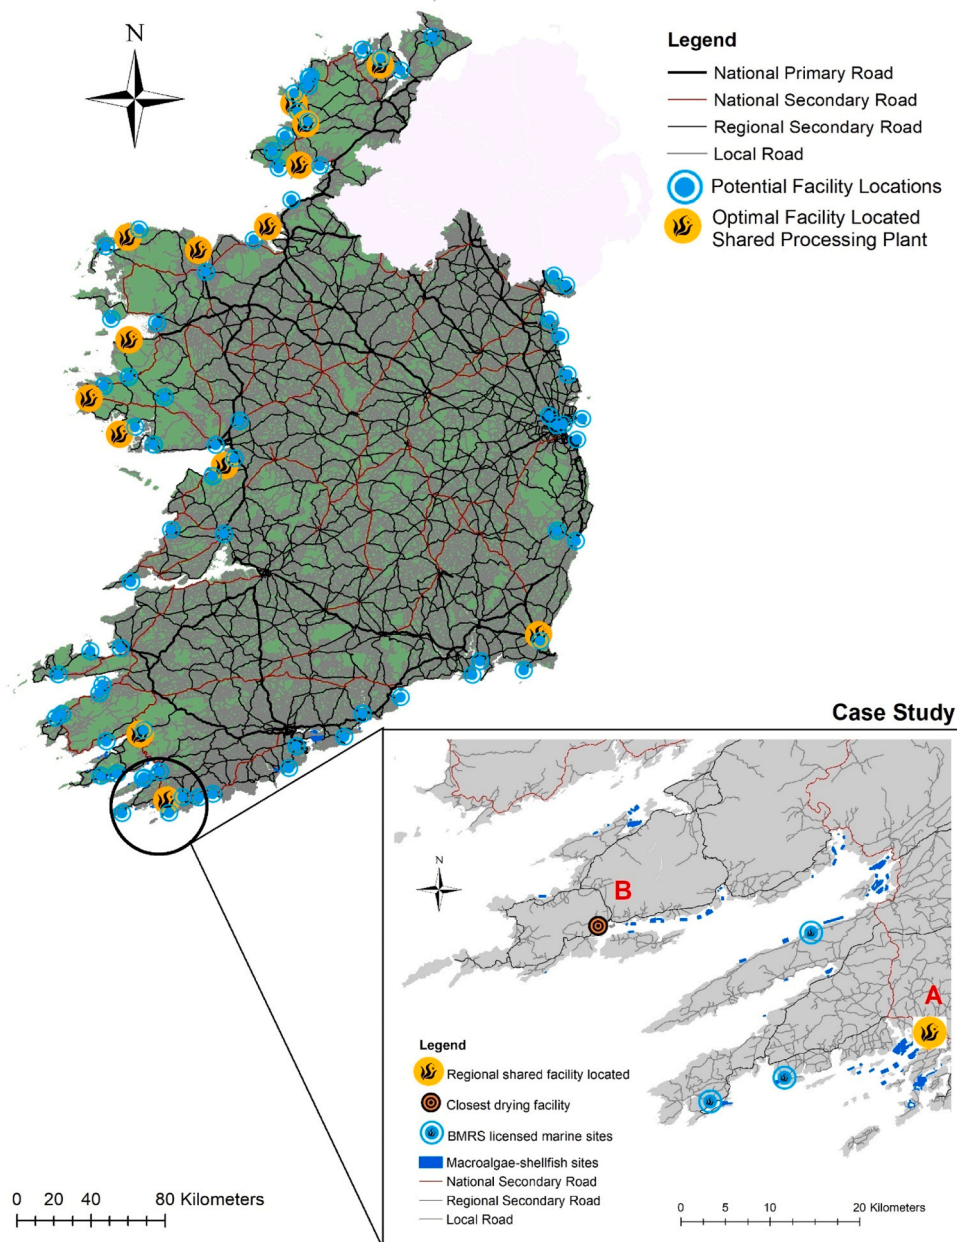 N
Legend
National Primary Road
National Secondary Road
Regional Secondary Road
Local Road
Potential Facility Locations
Optimal Facility Located
Shared Processing Plant
Case Study
N
B
A
Legend
Regional shared facility located
Closest drying facility
BMRS licensed marine sites
Macroalgae-shellfish sites
National Secondary Road
Regional Secondary Road
Local Road
0 5 10 20 Kilometers
0 20 40 80 Kilometers